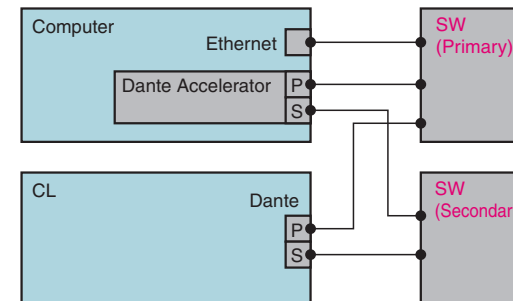 Computer
Ethernet
Dante Accelerator
P
S
SW
(Primary)
CL
Dante
P
S
SW
(Secondar